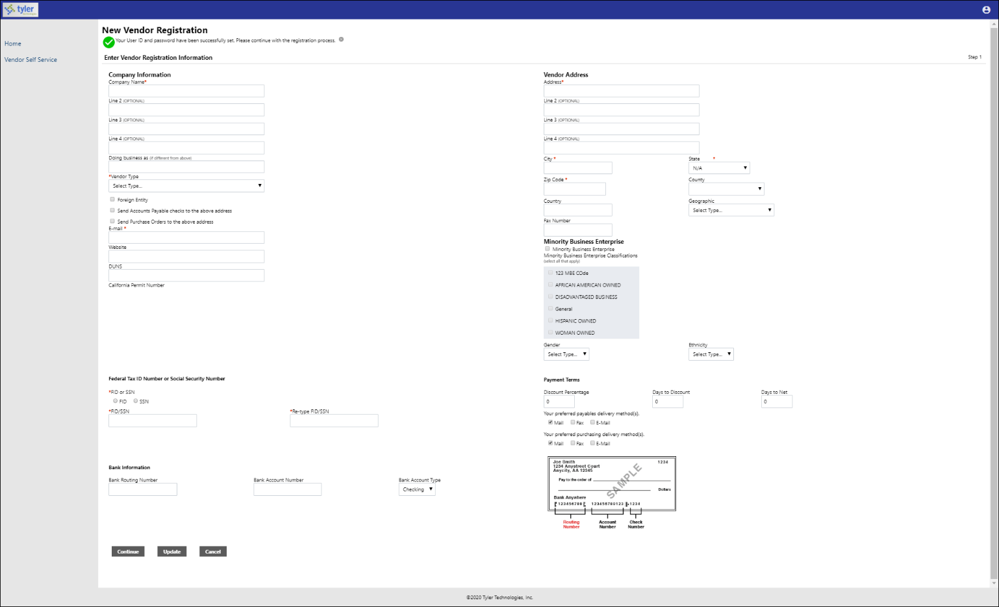 tyler
technologies
Home
Vendor Self Service
New Vendor Registration
Your User ID and password have been successfully set. Please continue with the registration process.
Enter Vendor Registration Information
Step 1
Company Information
Company Name*
Line 2 (OPTIONAL)
Line 3 (OPTIONAL)
Line 4 (OPTIONAL)
Doing business as (if different from above)
*Vendor Type
Select Type...
Foreign Entity
Send Accounts Payable checks to the above address
Send Purchase Orders to the above address
E-mail *
Website
DUNS
California Permit Number
Vendor Address
Address*
Line 2 (OPTIONAL)
Line 3 (OPTIONAL)
Line 4 (OPTIONAL)
City *
State *
N/A
Zip Code *
County
Country
Geographic
Select Type...
Fax Number
Minority Business Enterprise
Minority Business Enterprise
Minority Business Enterprise Classifications
(select all that apply)
123 MBE COde
AFRICAN AMERICAN OWNED
DISADVANTAGED BUSINESS
General
HISPANIC OWNED
WOMAN OWNED
Gender
Select Type...
Ethnicity
Select Type...
Federal Tax ID Number or Social Security Number
*FID or SSN
FID SSN
*FID/SSN
*Re-type FID/SSN
Payment Terms
Discount Percentage
0
Days to Discount
0
Days to Net
0
Your preferred payables delivery method(s).
Mail Fax E-Mail
Your preferred purchasing delivery method(s).
Mail Fax E-Mail
Bank Information
Bank Routing Number
Bank Account Number
Bank Account Type
Checking
Joe Smith 1234
1234 Anystreet Court
Anycity, AA 12345
Pay to the order of
SAMPLE
Dollars
Bank Anywhere
123456780 123456780123 1234
Routing Number
Account Number
Check Number
Continue
Update
Cancel
©2020 Tyler Technologies, Inc.